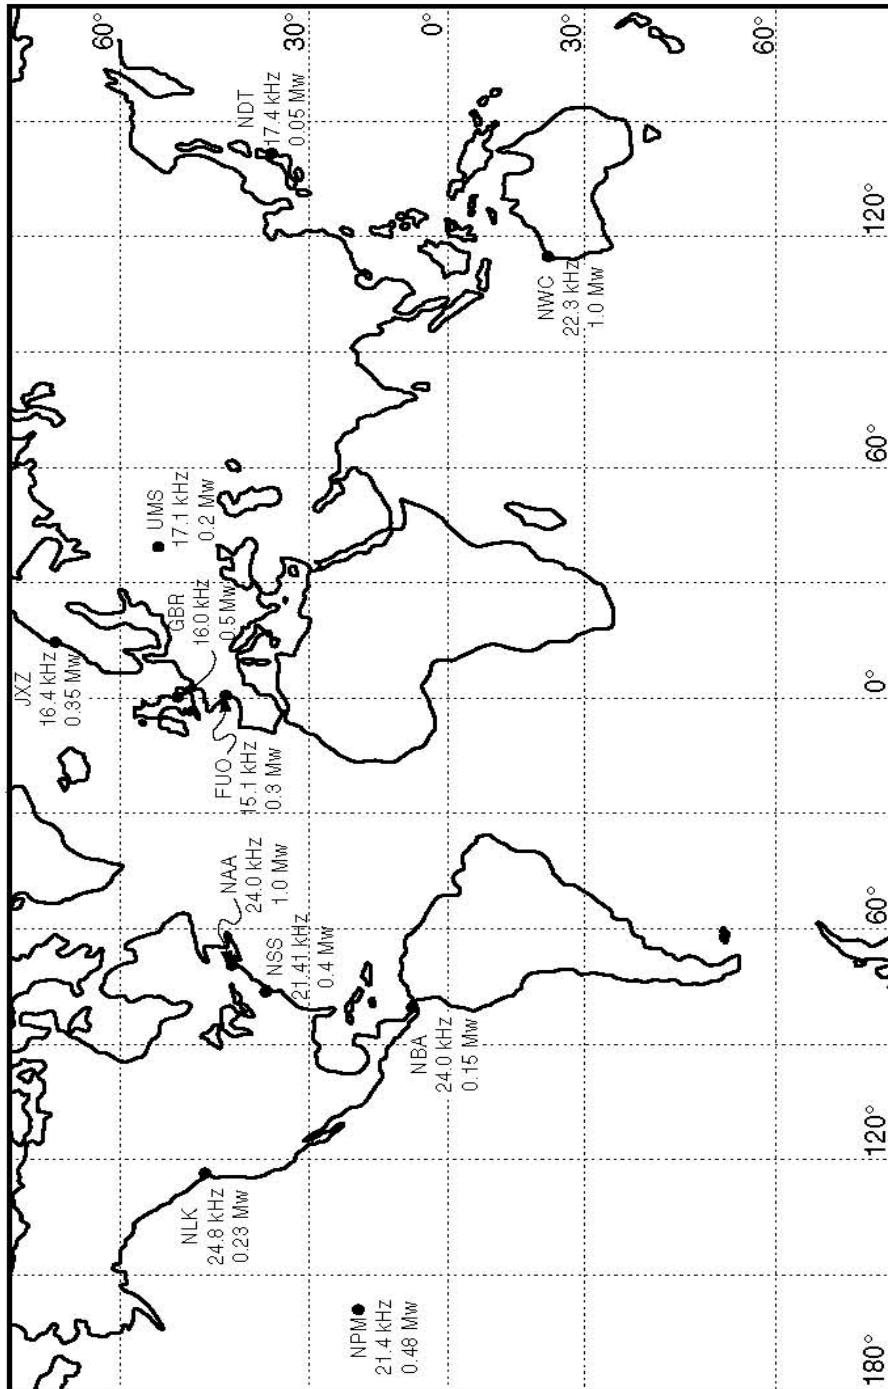 60°
30°
0°
30°
60°
NDT
17.4 kHz
0.05 Mw
UMS
17.1 kHz
0.2 Mw
JXZ
16.4 kHz
0.35 Mw
GBR
16.0 kHz
0.5 Mw
FUO
15.1 kHz
0.3 Mw
NAA
24.0 kHz
1.0 Mw
NSS
21.41 kHz
0.4 Mw
NBA
24.0 kHz
0.15 Mw
NLK
24.8 kHz
0.23 Mw
NPM
21.4 kHz
0.48 Mw
NWC
22.3 kHz
1.0 Mw
180°
120°
60°
0°
60°
120°